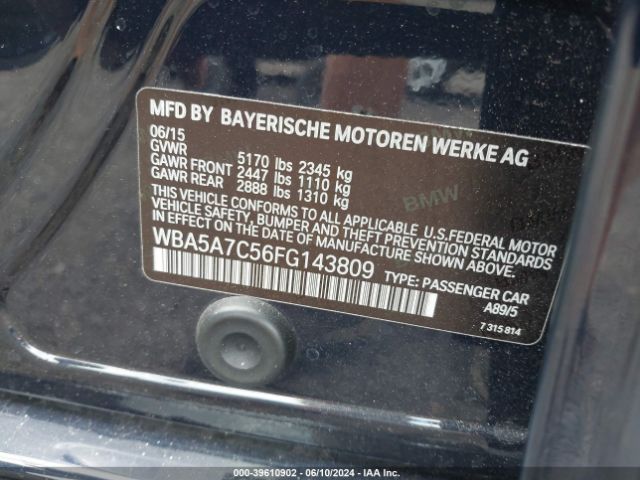 MFD BY BAYERISCHE MOTOREN WERKE AG
06/15
GVWR 5170 lbs 2345 kg
GAWR FRONT 2447 lbs 1110 kg
GAWR REAR 2888 lbs 1310 kg
THIS VEHICLE CONFORMS TO ALL APPLICABLE U.S. FEDERAL MOTOR
VEHICLE SAFETY, BUMPER AND THEFT PREVENTION STANDARDS
IN EFFECT ON THE DATE OF MANUFACTURE SHOWN ABOVE.
WBA5A7C56FG143809
TYPE: PASSENGER CAR
A89/5
7 315 814
BMW
BMW
000-39610902 - 06/10/2024 - IAA Inc.